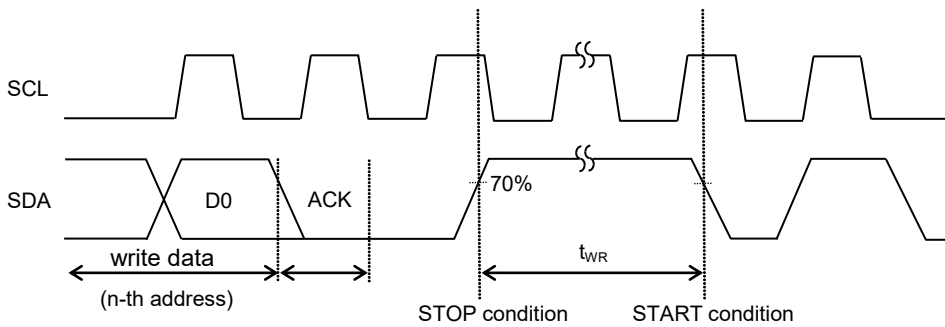 SCL
SDA
D0
ACK
70%
write data
(n-th address)
tWR
STOP condition
START condition